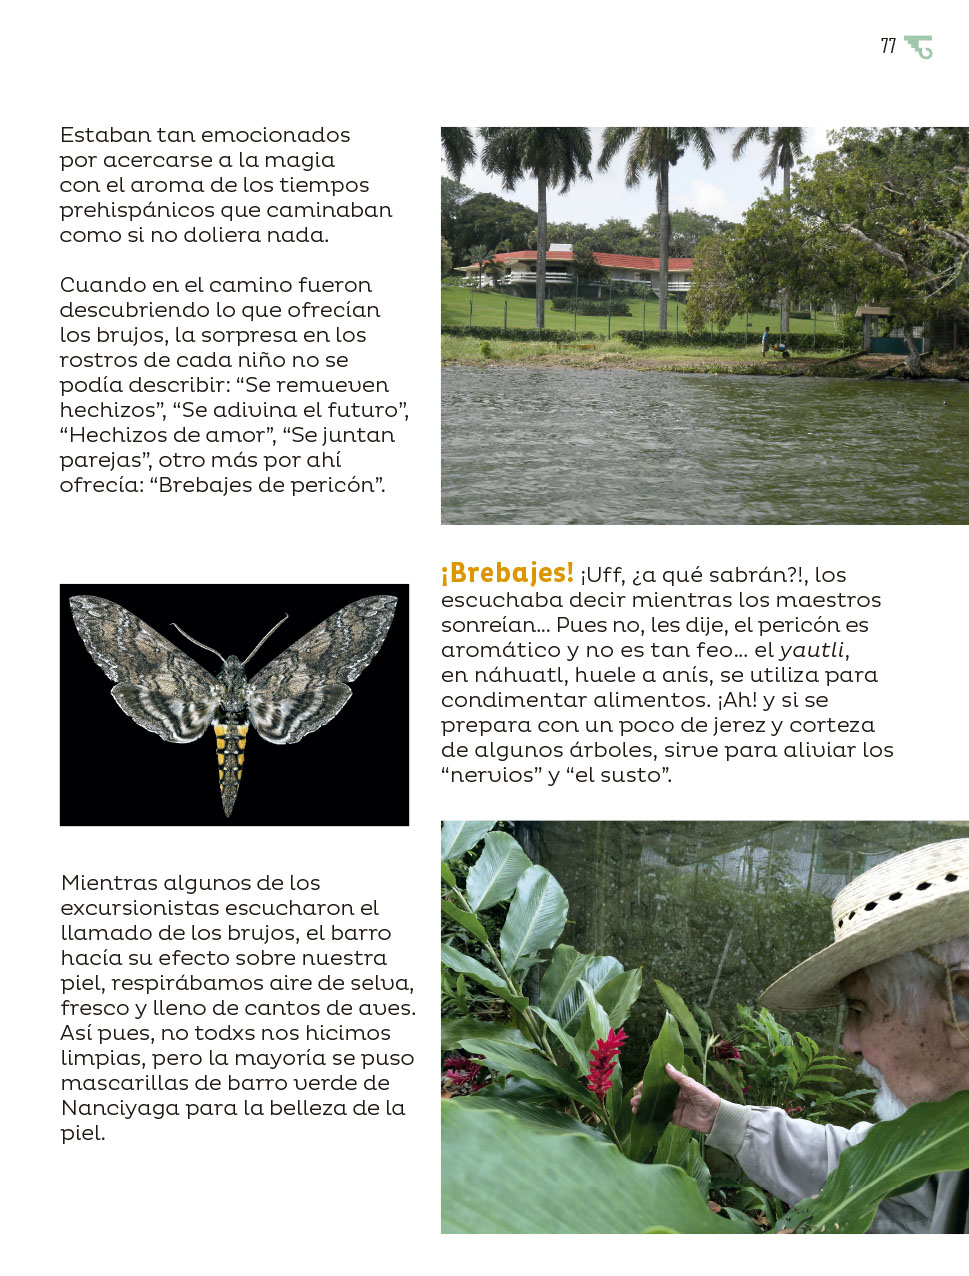 77
Estaban tan emocionados
por acercarse a la magia
con el aroma de los tiempos
prehispánicos que caminaban
como si no doliera nada.
Cuando en el camino fueron
descubriendo lo que ofrecían
los brujos, la sorpresa en los
rostros de cada niño no se
podía describir: “Se remueven
hechizos”, “Se adivina el futuro”,
“Hechizos de amor”, “Se juntan
parejas”, otro más por ahí
ofrecía: “Brebajes de pericón”.
¡Brebajes! ¡Uff, ¿a qué sabrán?!, los
escuchaba decir mientras los maestros
sonreían... Pues no, les dije, el pericón es
aromático y no es tan feo... el yautli,
en náhuatl, huele a anís, se utiliza para
condimentar alimentos. ¡Ah! y si se
prepara con un poco de jerez y corteza
de algunos árboles, sirve para aliviar los
“nervios” y “el susto”.
Mientras algunos de los
excursionistas escucharon el
llamado de los brujos, el barro
hacía su efecto sobre nuestra
piel, respirábamos aire de selva,
fresco y lleno de cantos de aves.
Así pues, no todxs nos hicimos
limpias, pero la mayoría se puso
mascarillas de barro verde de
Nanciyaga para la belleza de la
piel.